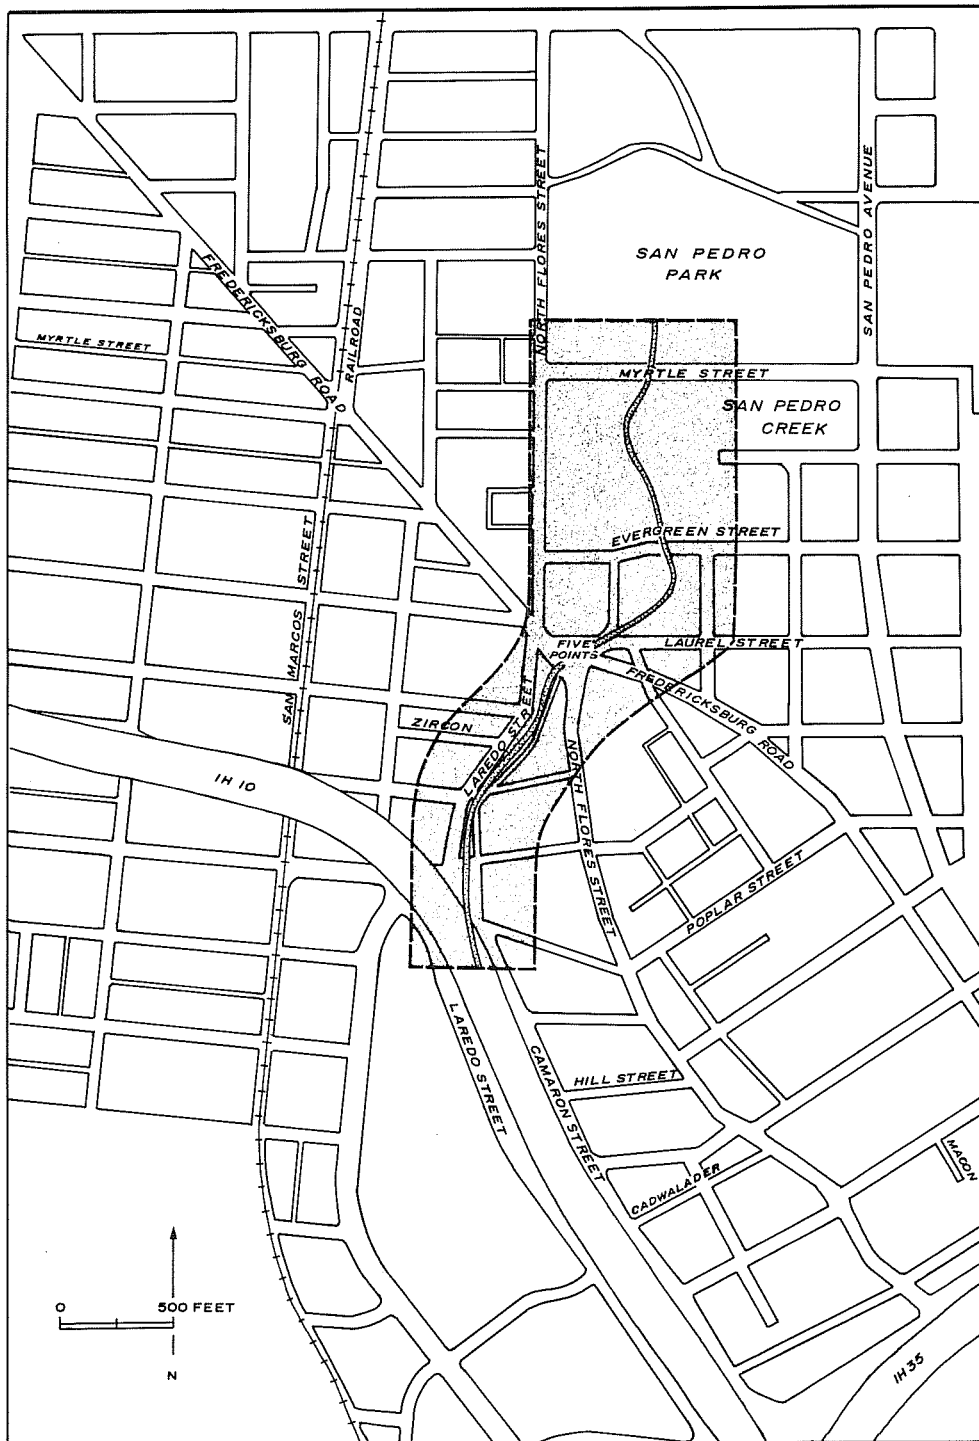 NORTH FLORES STREET
SAN PEDRO AVENUE
SAN PEDRO
PARK
FREDERICKSBURG ROAD
RAILROAD
MYRTLE STREET
MYRTLE STREET
SAN PEDRO
CREEK
EVERGREEN STREET
SAN MARCOS STREET
FIVE
POINTS
LAUREL STREET
FREDERICKSBURG ROAD
ZIRCON
LAREDO STREET
IH 10
NORTH FLORES STREET
POPLAR STREET
LAREDO STREET
CAMARON STREET
HILL STREET
CADWALADER
MACON
0 500 FEET
N
IH 35